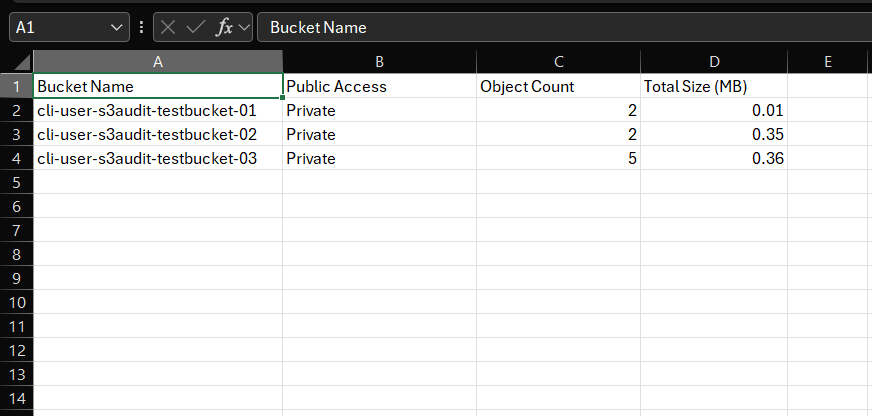 A1 fx Bucket Name
A B C D E
1 Bucket Name Public Access Object Count Total Size (MB)
2 cli-user-s3audit-testbucket-01 Private 2 0.01
3 cli-user-s3audit-testbucket-02 Private 2 0.35
4 cli-user-s3audit-testbucket-03 Private 5 0.36
5
6
7
8
9
10
11
12
13
14